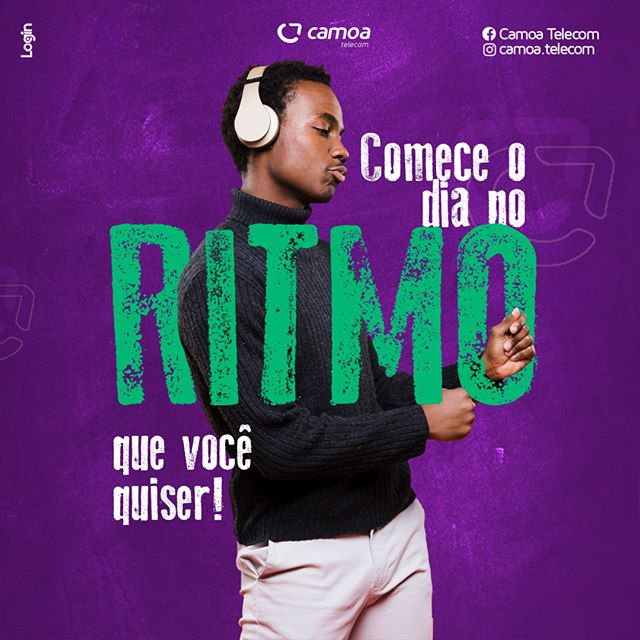 Login
camoa
telecom
Camoa Telecom
camoa.telecom
Comece o
dia no
RITMO
que você
quiser!